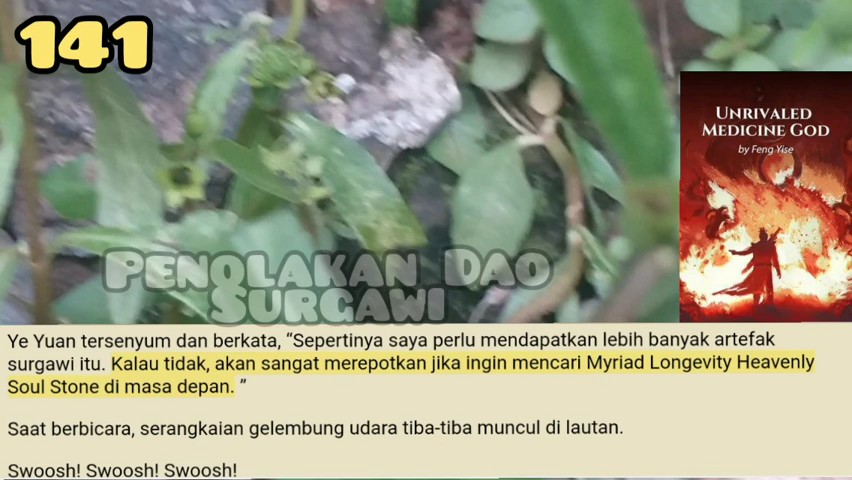 141
UNRIVALED
MEDICINE GOD
by Feng Yise
PENOLAKAN DAO
SURGAWI
Ye Yuan tersenyum dan berkata, “Sepertinya saya perlu mendapatkan lebih banyak artefak
surgawi itu. Kalau tidak, akan sangat merepotkan jika ingin mencari Myriad Longevity Heavenly
Soul Stone di masa depan. ”
Saat berbicara, serangkaian gelembung udara tiba-tiba muncul di lautan.
Swoosh! Swoosh! Swoosh!